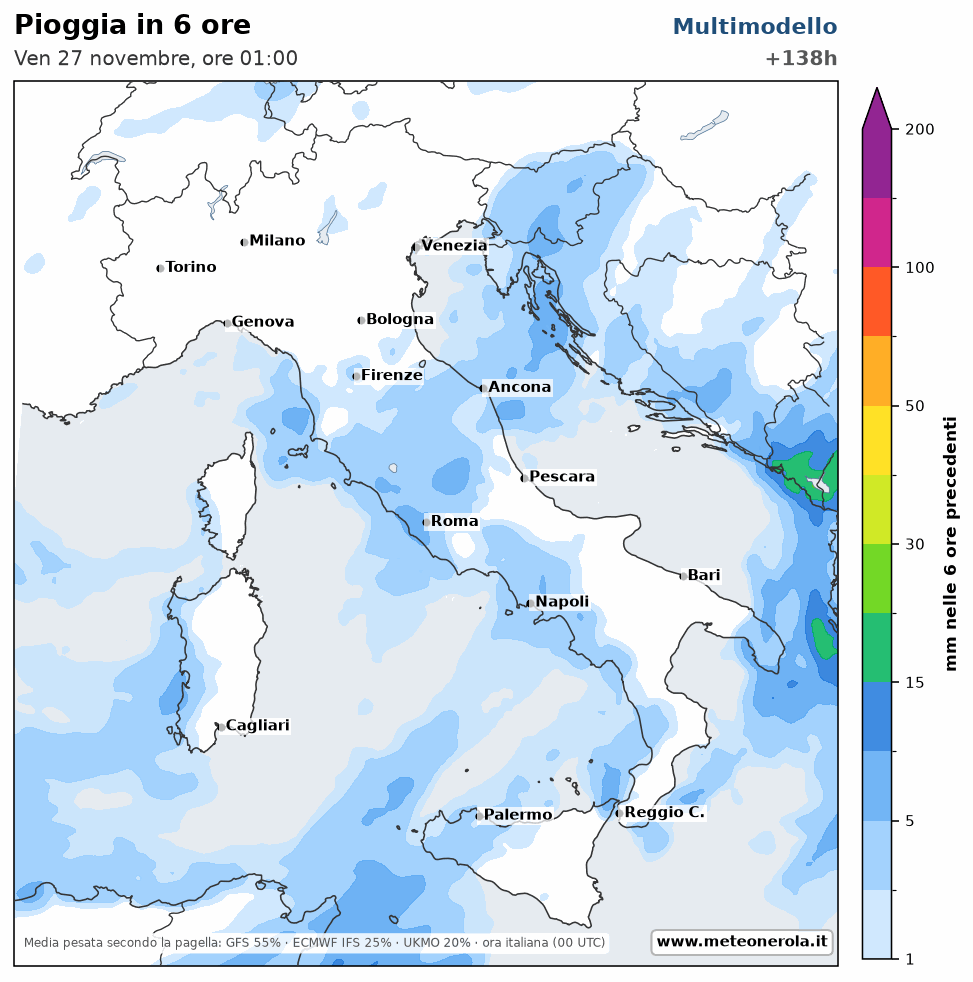 Pioggia in 6 ore
Multimodello
Ven 27 novembre, ore 01:00
+138h
200
100
50
30
15
5
1
mm nelle 6 ore precedenti
Milano
Venezia
Torino
Genova
Bologna
Firenze
Ancona
Pescara
Roma
Bari
Napoli
Cagliari
Palermo
Reggio C.
Media pesata secondo la pagella: GFS 55% · ECMWF IFS 25% · UKMO 20% · ora italiana (00 UTC)
www.meteonerola.it